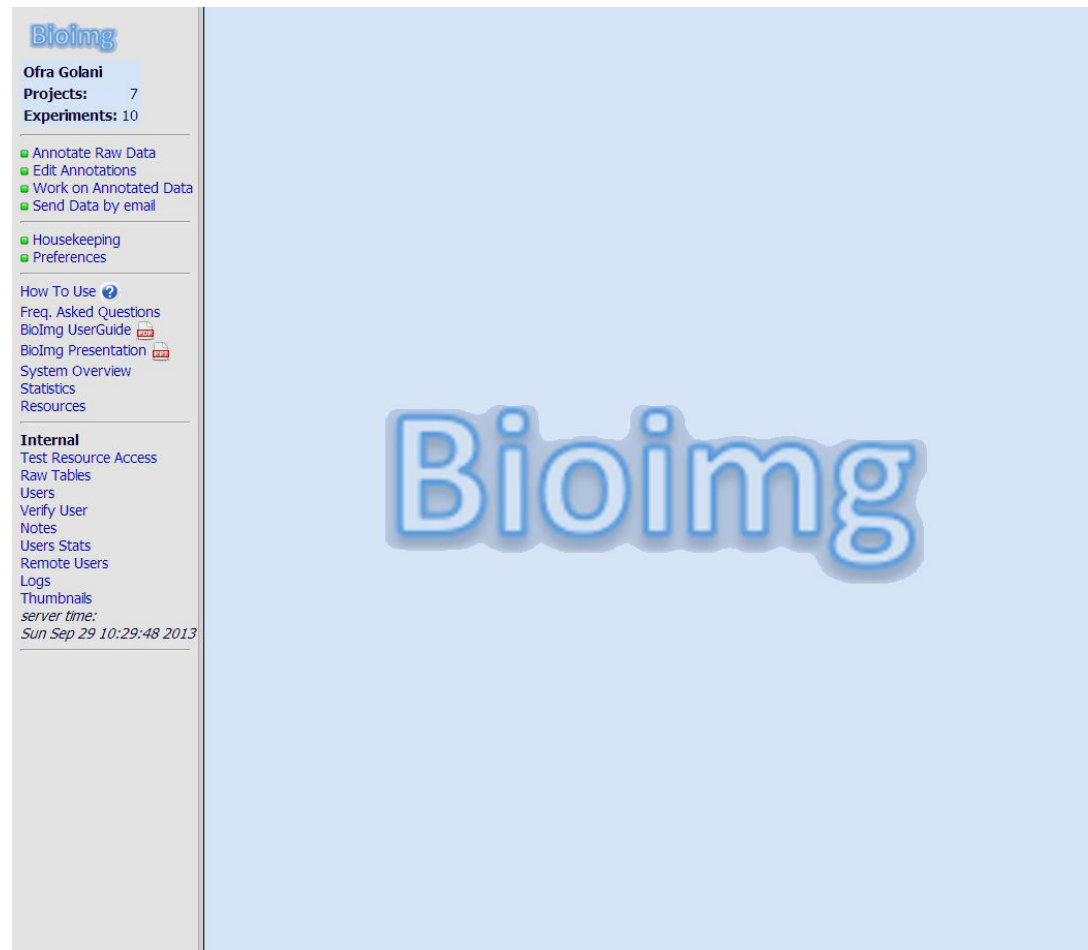 Bioimg
Ofra Golani
Projects: 7
Experiments: 10
Annotate Raw Data
Edit Annotations
Work on Annotated Data
Send Data by email
Housekeeping
Preferences
How To Use ?
Freq. Asked Questions
BioImg UserGuide PDF
BioImg Presentation PPT
System Overview
Statistics
Resources
Internal
Test Resource Access
Raw Tables
Users
Verify User
Notes
Users Stats
Remote Users
Logs
Thumbnails
server time:
Sun Sep 29 10:29:48 2013
Bioimg